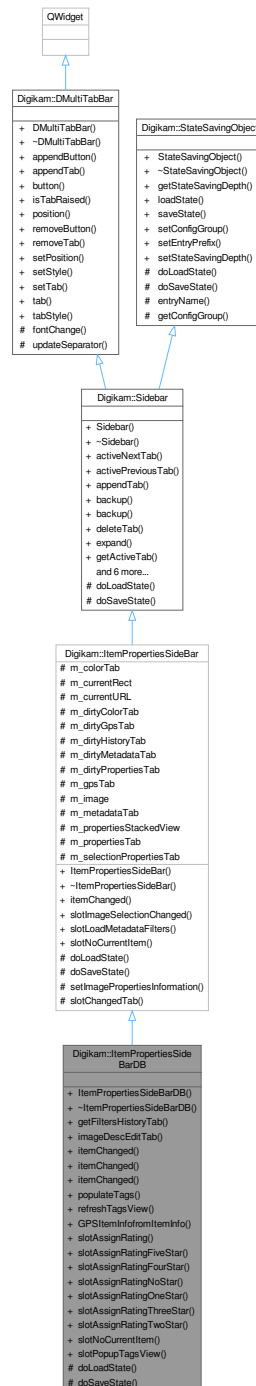 QWidget
Digikam::DMultiTabBar
+ DMultiTabBar()
+ ~DMultiTabBar()
+ appendButton()
+ appendTab()
+ button()
+ isTabRaised()
+ position()
+ removeButton()
+ removeTab()
+ setPosition()
+ setStyle()
+ setTab()
+ tab()
+ tabStyle()
# fontChange()
# updateSeparator()
Digikam::StateSavingObject
+ StateSavingObject()
+ ~StateSavingObject()
+ getStateSavingDepth()
+ loadState()
+ saveState()
+ setConfigGroup()
+ setEntryPrefix()
+ setStateSavingDepth()
# doLoadState()
# doSaveState()
# entryName()
# getConfigGroup()
Digikam::Sidebar
+ Sidebar()
+ ~Sidebar()
+ activeNextTab()
+ activePreviousTab()
+ appendTab()
+ backup()
+ backup()
+ deleteTab()
+ expand()
+ getActiveTab()
and 6 more...
# doLoadState()
# doSaveState()
Digikam::ItemPropertiesSideBar
# m_colorTab
# m_currentRect
# m_currentURL
# m_dirtyColorTab
# m_dirtyGpsTab
# m_dirtyHistoryTab
# m_dirtyMetadataTab
# m_dirtyPropertiesTab
# m_gpsTab
# m_image
# m_metadataTab
# m_propertiesStackedView
# m_propertiesTab
# m_selectionPropertiesTab
+ ItemPropertiesSideBar()
+ ~ItemPropertiesSideBar()
+ itemChanged()
+ slotImageSelectionChanged()
+ slotLoadMetadataFilters()
+ slotNoCurrentItem()
# doLoadState()
# doSaveState()
# setImagePropertiesInformation()
# slotChangedTab()
Digikam::ItemPropertiesSide
BarDB
+ ItemPropertiesSideBarDB()
+ ~ItemPropertiesSideBarDB()
+ getFiltersHistoryTab()
+ imageDescEditTab()
+ itemChanged()
+ itemChanged()
+ itemChanged()
+ populateTags()
+ refreshTagsView()
+ GPSItemInfofromItemInfo()
+ slotAssignRating()
+ slotAssignRatingFiveStar()
+ slotAssignRatingFourStar()
+ slotAssignRatingNoStar()
+ slotAssignRatingOneStar()
+ slotAssignRatingThreeStar()
+ slotAssignRatingTwoStar()
+ slotNoCurrentItem()
+ slotPopupTagsView()
# doLoadState()
# doSaveState()